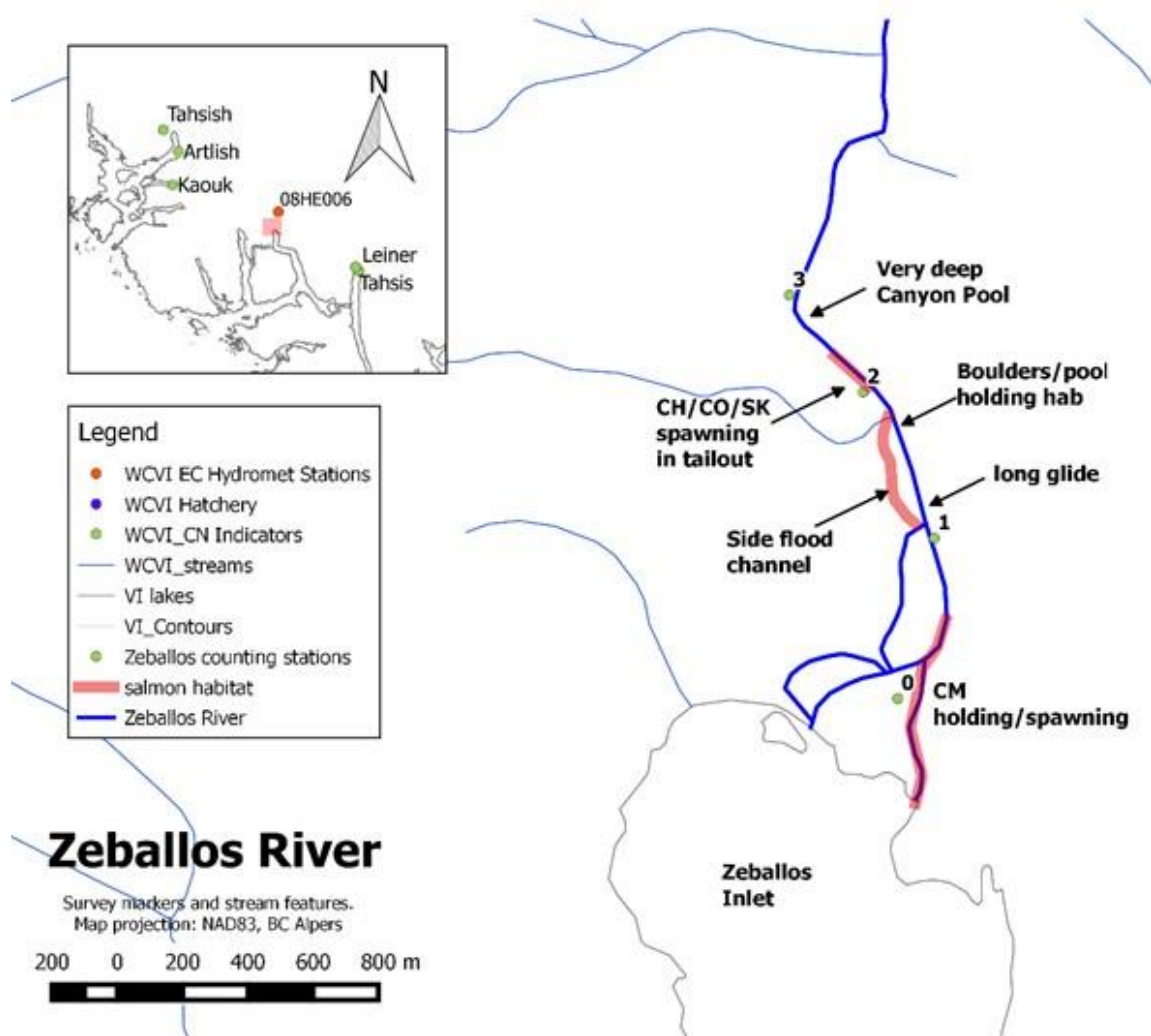 N
Tahsish
Artlish
Kaouk
08HE006
Leiner
Tahsis
3
Very deep
Canyon Pool
2
Boulders/pool
holding hab
CH/CO/SK
spawning
in tailout
long glide
1
Side flood
channel
0
CM
holding/spawning
Zeballos
Inlet
Legend
WCVI EC Hydromet Stations
WCVI Hatchery
WCVI_CN Indicators
WCVI_streams
VI lakes
VI_Contours
Zeballos counting stations
salmon habitat
Zeballos River
Zeballos River
Survey markers and stream features.
Map projection: NAD83, BC Alpers
200 0 200 400 600 800 m